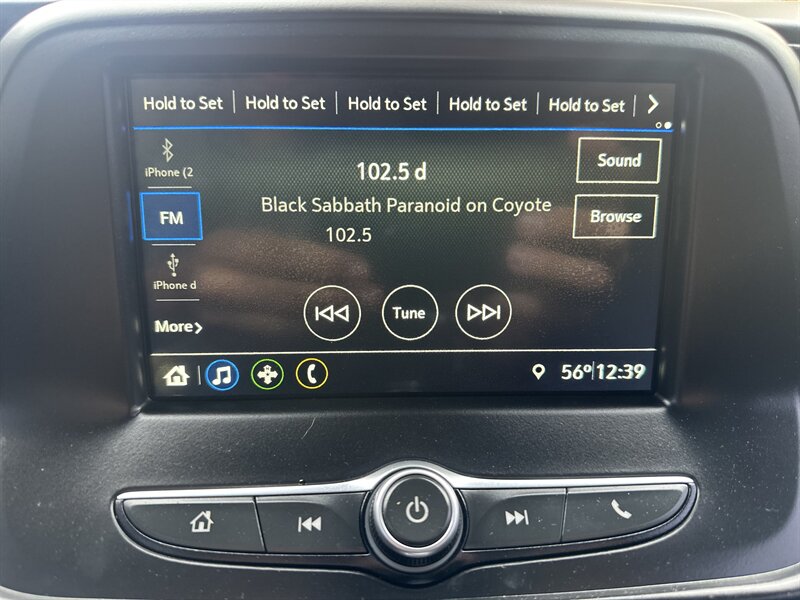 Hold to Set Hold to Set Hold to Set Hold to Set Hold to Set
iPhone (2
FM
iPhone d
More
102.5 d
Black Sabbath Paranoid on Coyote
102.5
Sound
Browse
Tune
56° 12:39